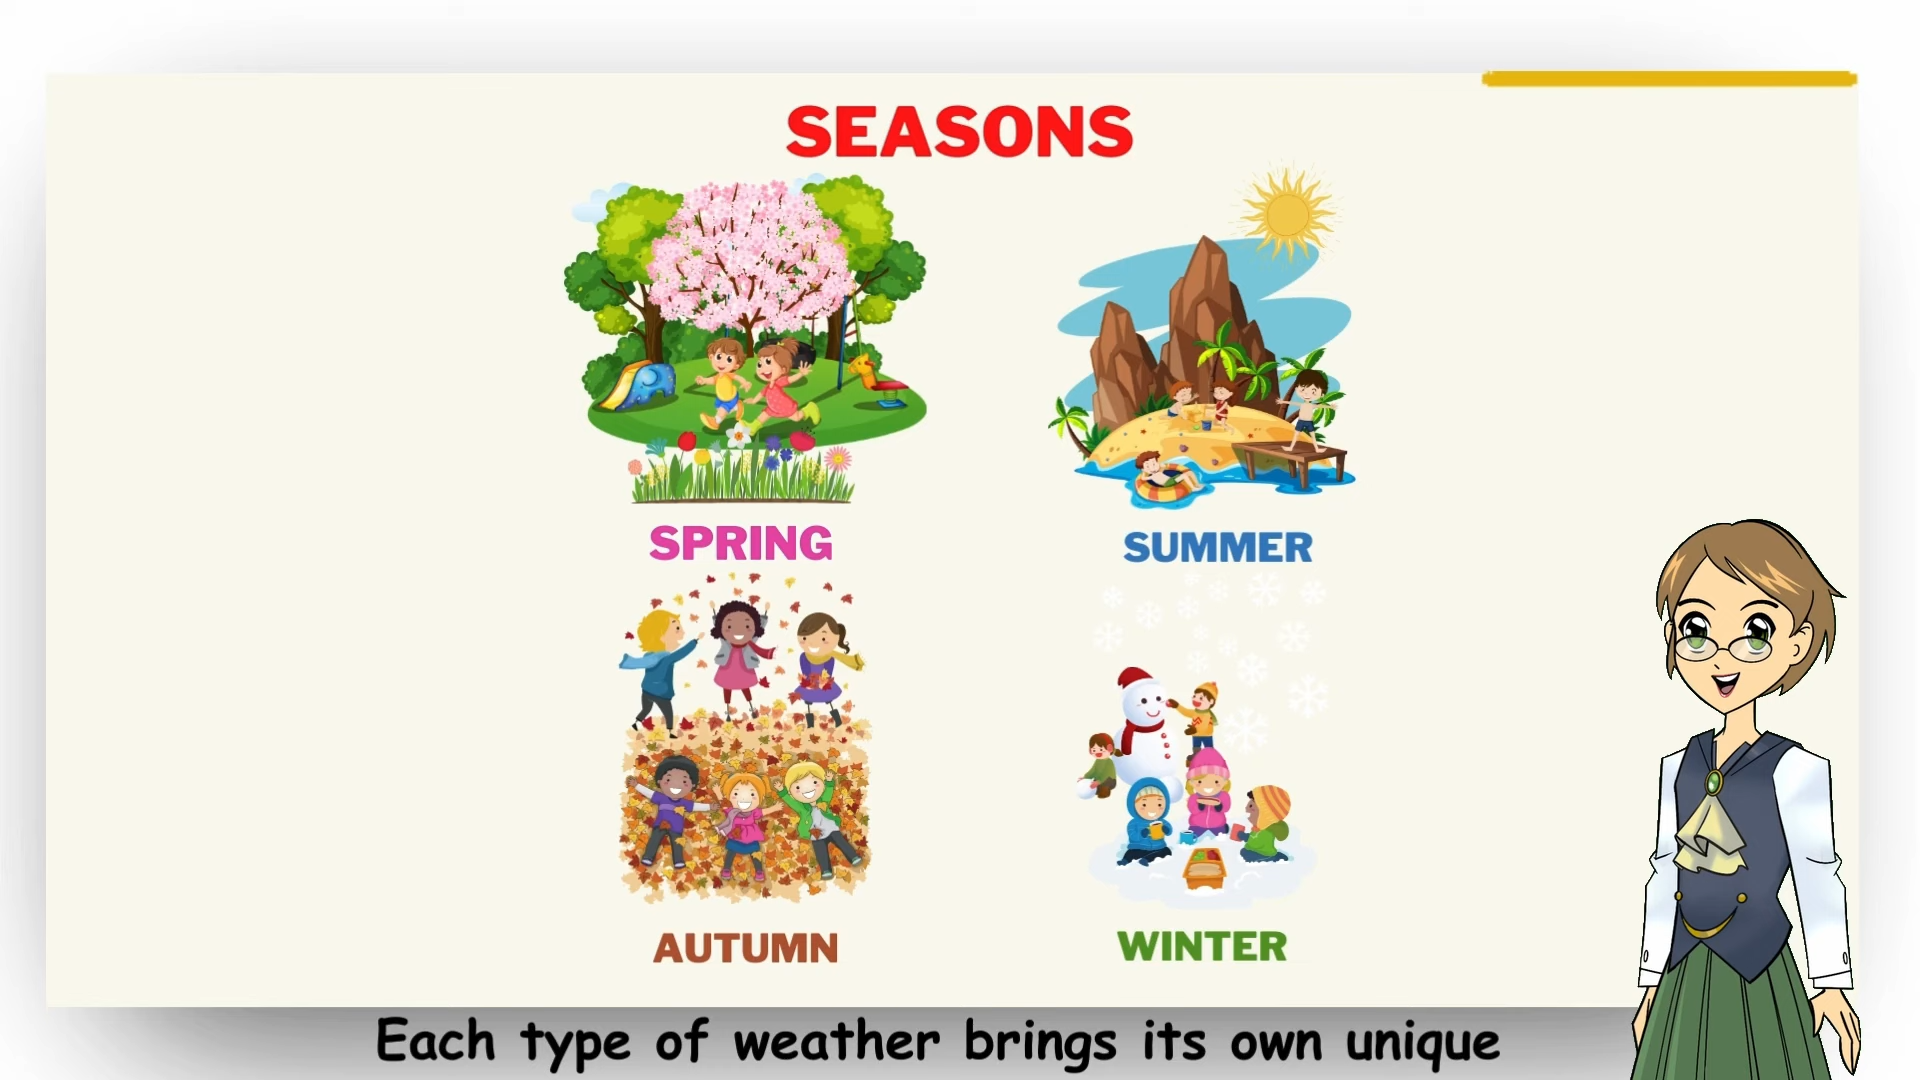 SEASONS
SPRING
SUMMER
AUTUMN
WINTER
Each type of weather brings its own unique